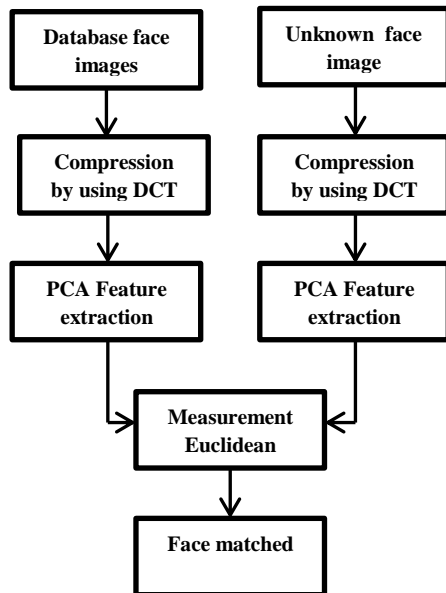 Database face
images
Unknown face
image
Compression
by using DCT
Compression
by using DCT
PCA Feature
extraction
PCA Feature
extraction
Measurement
Euclidean
Face matched